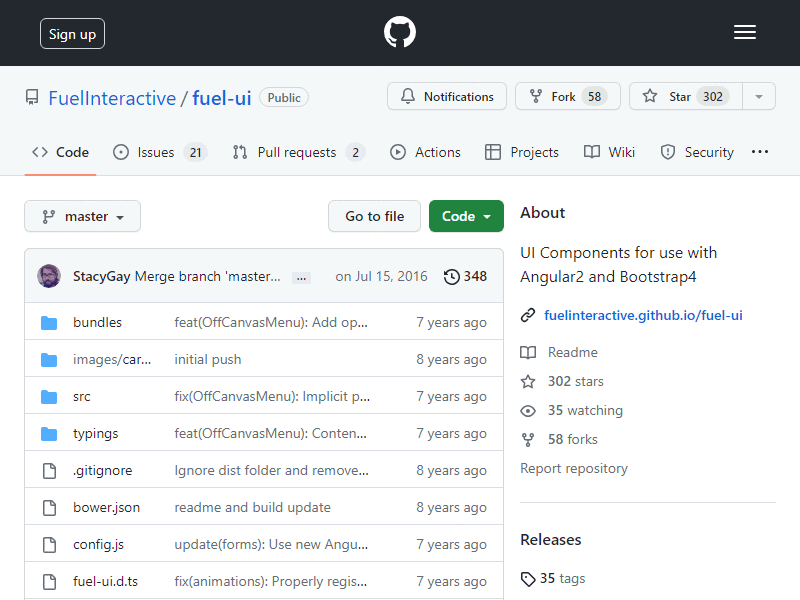 Sign up
FuelInteractive / fuel-ui Public
Notifications Fork 58 Star 302
Code Issues 21 Pull requests 2 Actions Projects Wiki Security ...
master Go to file Code
StacyGay Merge branch 'master... ... on Jul 15, 2016 348
bundles feat(OffCanvasMenu): Add op... 7 years ago
images/car... initial push 8 years ago
src fix(OffCanvasMenu): Implicit p... 7 years ago
typings feat(OffCanvasMenu): Conten... 7 years ago
.gitignore Ignore dist folder and remove... 8 years ago
bower.json readme and build update 8 years ago
config.js update(forms): Use new Angu... 7 years ago
fuel-ui.d.ts fix(animations): Properly regis... 7 years ago
About
UI Components for use with
Angular2 and Bootstrap4
fuelinteractive.github.io/fuel-ui
Readme
302 stars
35 watching
58 forks
Report repository
Releases
35 tags